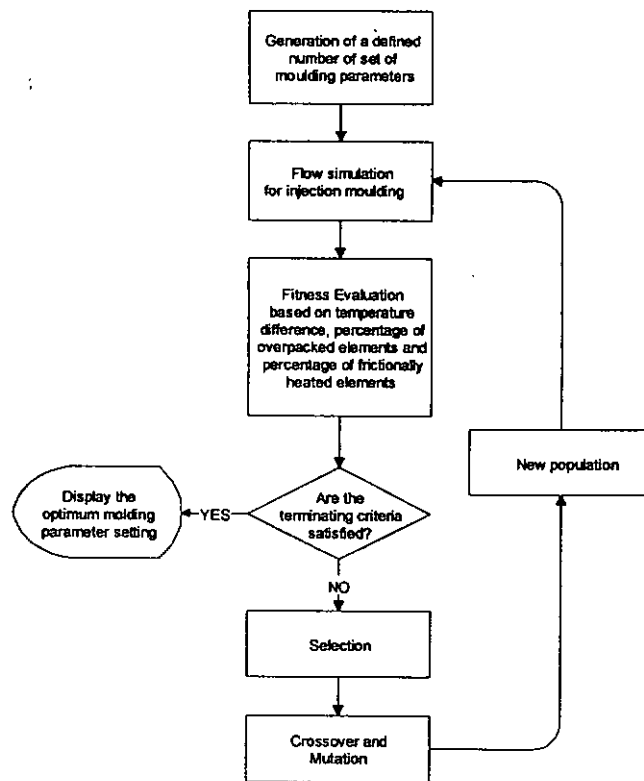 Generation of a defined
number of set of
moulding parameters
Flow simulation
for injection moulding
Fitness Evaluation
based on temperature
difference, percentage of
overpacked elements and
percentage of frictionally
heated elements
New population
Display the
optimum molding
parameter setting
YES
Are the
terminating criteria
satisfied?
NO
Selection
Crossover and
Mutation